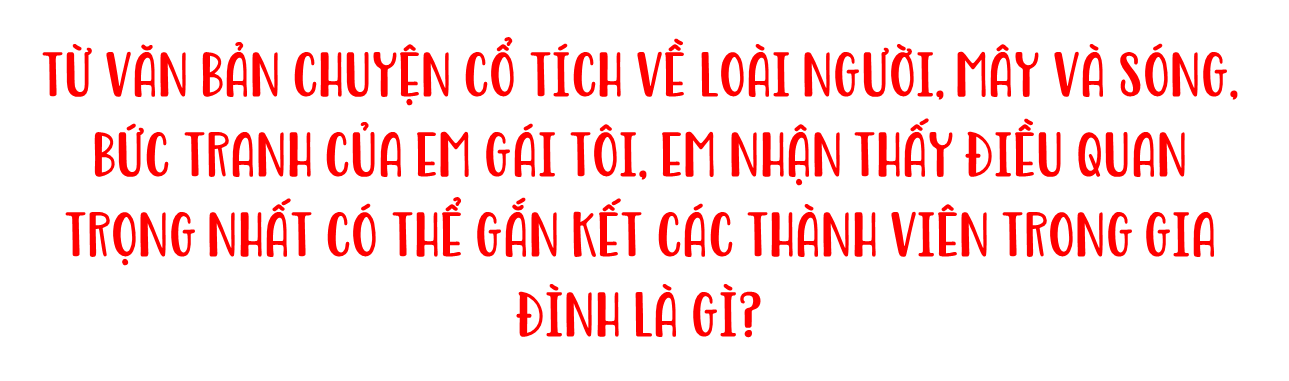 TỪ VĂN BẢN CHUYỆN CỔ TÍCH VỀ LOÀI NGƯỜI, MÂY VÀ SÓNG,
BỨC TRANH CỦA EM GÁI TÔI, EM NHẬN THẤY ĐIỀU QUAN
TRỌNG NHẤT CÓ THỂ GẮN KẾT CÁC THÀNH VIÊN TRONG GIA
ĐÌNH LÀ GÌ?